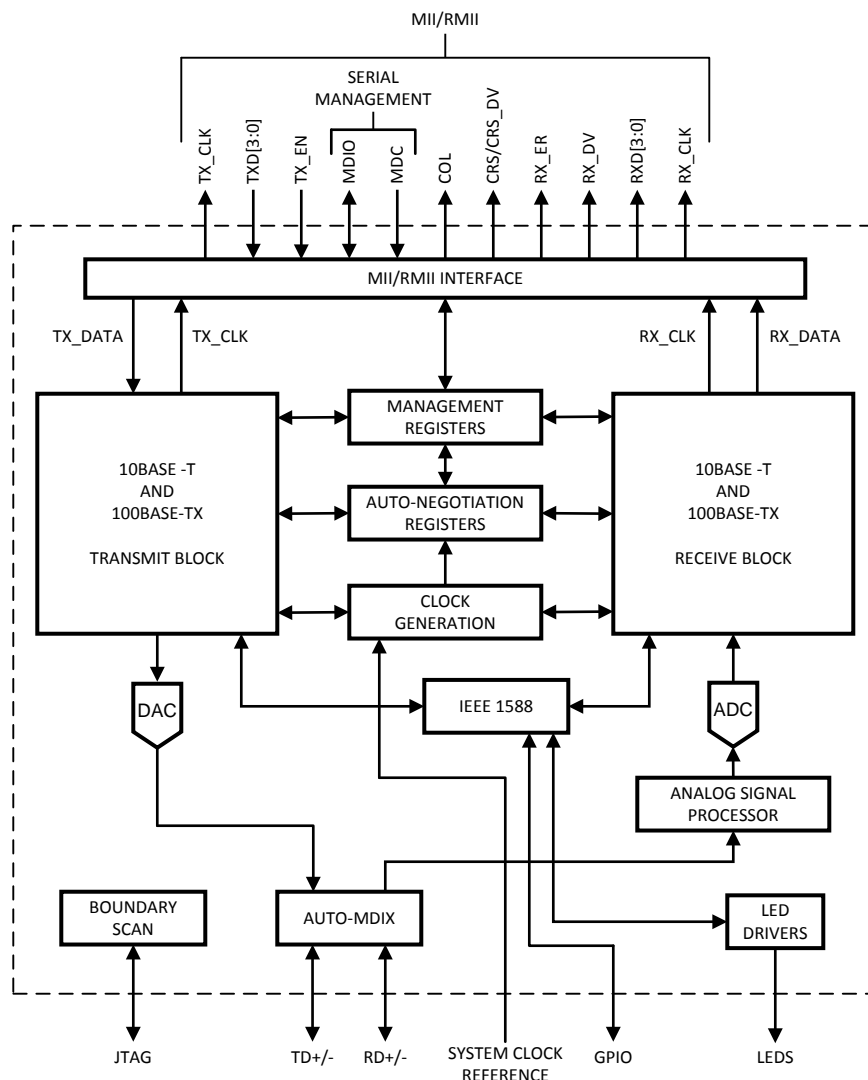 MII/RMII
SERIAL
MANAGEMENT
TX_CLK
TXD[3:0]
TX_EN
MDIO
MDC
COL
CRS/CRS_DV
RX_ER
RX_DV
RXD[3:0]
RX_CLK
MII/RMII INTERFACE
TX_DATA
TX_CLK
RX_CLK
RX_DATA
10BASE -T
AND
100BASE-TX
TRANSMIT BLOCK
MANAGEMENT
REGISTERS
AUTO-NEGOTIATION
REGISTERS
CLOCK
GENERATION
10BASE -T
AND
100BASE-TX
RECEIVE BLOCK
DAC
IEEE 1588
ADC
ANALOG SIGNAL
PROCESSOR
BOUNDARY
SCAN
AUTO-MDIX
LED
DRIVERS
JTAG
TD+/-
RD+/-
SYSTEM CLOCK
REFERENCE
GPIO
LEDS